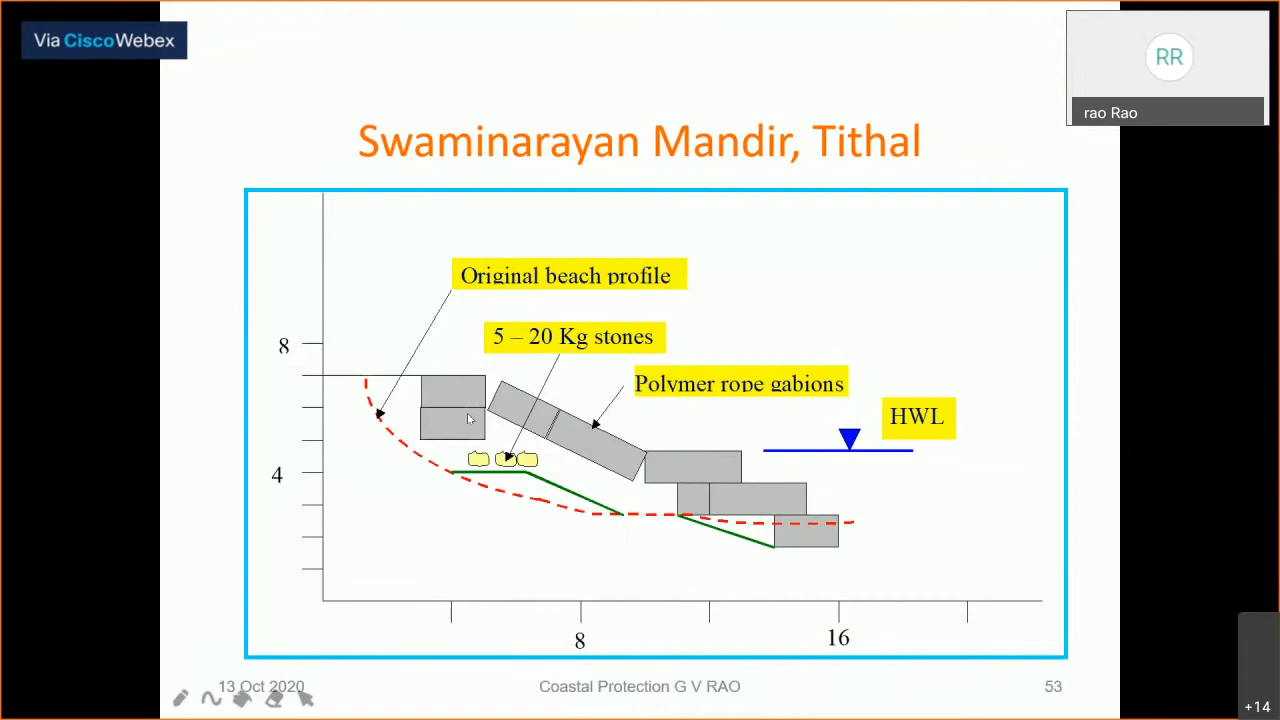 Via CiscoWebex
RR
rao Rao
Swaminarayan Mandir, Tithal
Original beach profile
5 – 20 Kg stones
Polymer rope gabions
HWL
8
4
8
16
13 Oct 2020
Coastal Protection G V RAO
53
+14